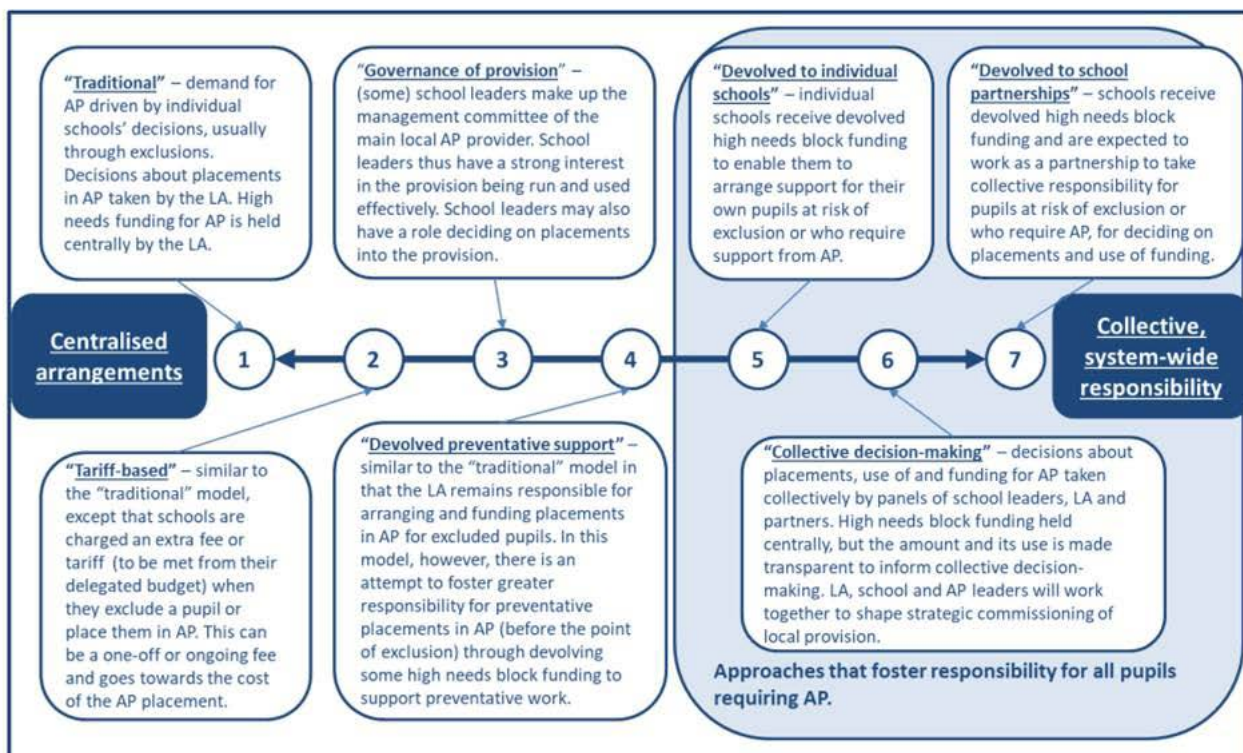 "Traditional" – demand for
AP driven by individual
schools' decisions, usually
through exclusions.
Decisions about placements
in AP taken by the LA. High
needs funding for AP is held
centrally by the LA.
"Governance of provision" –
(some) school leaders make up the
management committee of the
main local AP provider. School
leaders thus have a strong interest
in the provision being run and used
effectively. School leaders may also
have a role deciding on placements
into the provision.
"Devolved to individual
schools" – individual
schools receive devolved
high needs block funding
to enable them to
arrange support for their
own pupils at risk of
exclusion or who require
support from AP.
"Devolved to school
partnerships" – schools receive
devolved high needs block
funding and are expected to
work as a partnership to take
collective responsibility for
pupils at risk of exclusion or
who require AP, for deciding on
placements and use of funding.
Centralised
arrangements
1
2
3
4
5
6
7
Collective,
system-wide
responsibility
"Tariff-based" – similar to
the "traditional" model,
except that schools are
charged an extra fee or
tariff (to be met from their
delegated budget) when
they exclude a pupil or
place them in AP. This can
be a one-off or ongoing fee
and goes towards the cost
of the AP placement.
"Devolved preventative support" –
similar to the "traditional" model in
that the LA remains responsible for
arranging and funding placements
in AP for excluded pupils. In this
model, however, there is an
attempt to foster greater
responsibility for preventative
placements in AP (before the point
of exclusion) through devolving
some high needs block funding to
support preventative work.
"Collective decision-making" – decisions about
placements, use of and funding for AP taken
collectively by panels of school leaders, LA and
partners. High needs block funding held
centrally, but the amount and its use is made
transparent to inform collective decision-
making. LA, school and AP leaders will work
together to shape strategic commissioning of
local provision.
Approaches that foster responsibility for all pupils
requiring AP.